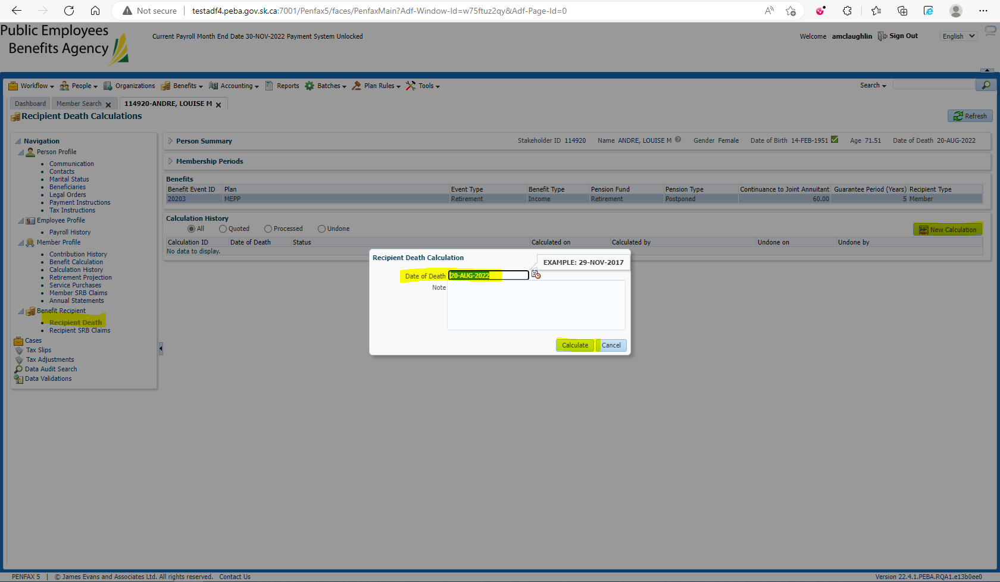 Not secure | testadf4.peba.gov.sk.ca:7001/Penfax5/faces/PenfaxMain?Adf-Window-Id=w75ftuz2qy&Adf-Page-Id=0
Public Employees
Benefits Agency
Current Payroll Month End Date 30-NOV-2022 Payment System Unlocked
Welcome amclaughlin Sign Out English
Workflow People Organizations Benefits Accounting Reports Batches Plan Rules Tools Search
Dashboard Member Search 114920-ANDRE, LOUISE M
Recipient Death Calculations Refresh
Navigation
Person Profile
Communication
Contacts
Marital Status
Beneficiaries
Legal Orders
Payment Instructions
Tax Instructions
Employee Profile
Payroll History
Member Profile
Contribution History
Benefit Calculation
Calculation History
Retirement Projection
Service Purchases
Member SRB Claims
Annual Statements
Benefit Recipient
Recipient Death
Recipient SRB Claims
Cases
Tax Slips
Tax Adjustments
Data Audit Search
Data Validations
Person Summary Stakeholder ID 114920 Name ANDRE, LOUISE M Gender Female Date of Birth 14-FEB-1951 Age 71.51 Date of Death 20-AUG-2022
Membership Periods
Benefits
Benefit Event ID Plan Event Type Benefit Type Pension Fund Pension Type Continuance to Joint Annuitant Guarantee Period (Years) Recipient Type
20203 MEPP Retirement Income Retirement Postponed 60.00 5 Member
Calculation History
All Quoted Processed Undone New Calculation
Calculation ID Date of Death Status Calculated on Calculated by Undone on Undone by
No data to display.
Recipient Death Calculation
EXAMPLE: 29-NOV-2017
Date of Death 20-AUG-2022
Note
Calculate Cancel
PENFAX 5 | © James Evans and Associates Ltd. All rights reserved. Contact Us Version 22.4.1.PEBA.RQA1.e13b0ee0